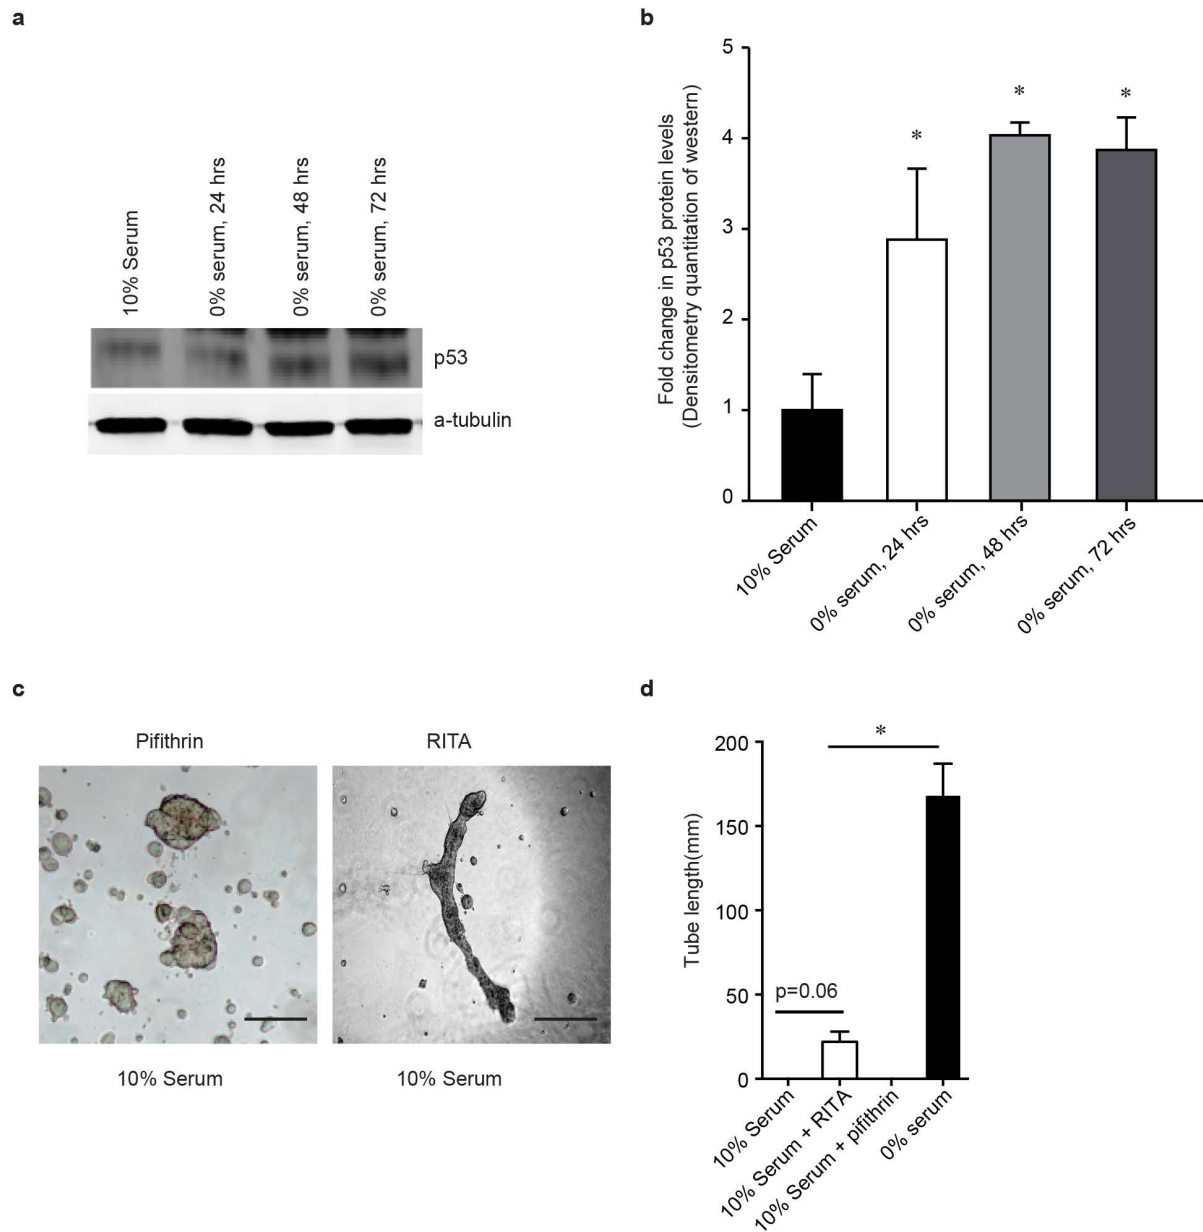 a
10% Serum
0% serum, 24 hrs
0% serum, 48 hrs
0% serum, 72 hrs
p53
a-tubulin
b
Fold change in p53 protein levels
(Densitometry quantitation of western)
5
4
3
2
1
0
*
*
*
10% Serum
0% serum, 24 hrs
0% serum, 48 hrs
0% serum, 72 hrs
c
Pifithrin
RITA
10% Serum
10% Serum
d
Tube length(mm)
200
150
100
50
0
*
p=0.06
10% Serum
10% Serum + RITA
10% Serum + pifithrin
0% serum